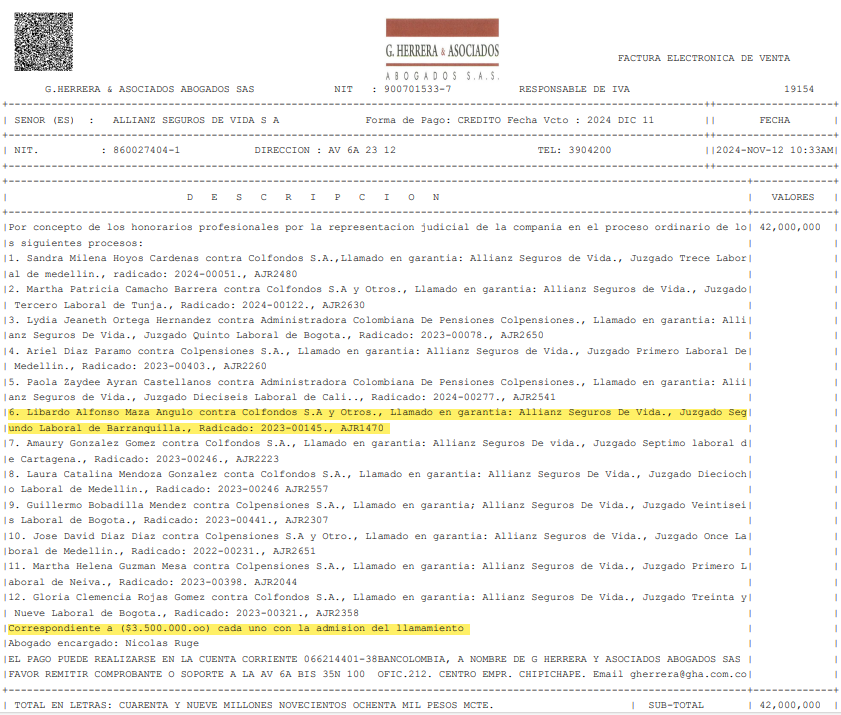 G. HERRERA & ASOCIADOS
ABOGADOS S.A.S.
FACTURA ELECTRONICA DE VENTA
G.HERRERA & ASOCIADOS ABOGADOS SAS NIT : 900701533-7 RESPONSABLE DE IVA 19154
SENOR (ES) : ALLIANZ SEGUROS DE VIDA S A Forma de Pago: CREDITO Fecha Vcto : 2024 DIC 11 FECHA
NIT. : 860027404-1 DIRECCION : AV 6A 23 12 TEL: 3904200 2024-NOV-12 10:33AM
D E S C R I P C I O N VALORES
Por concepto de los honorarios profesionales por la representacion judicial de la compania en el proceso ordinario de lo 42,000,000
s siguientes procesos:
1. Sandra Milena Hoyos Cardenas contra Colfondos S.A.,Llamado en garantia: Allianz Seguros de Vida., Juzgado Trece Labor
al de medellin., radicado: 2024-00051., AJR2480
2. Martha Patricia Camacho Barrera contra Colfondos S.A y Otros., Llamado en garantia: Allianz Seguros de Vida., Juzgado
Tercero Laboral de Tunja., Radicado: 2024-00122., AJR2630
3. Lydia Jeaneth Ortega Hernandez contra Administradora Colombiana De Pensiones Colpensiones., Llamado en garantia: Alli
anz Seguros De Vida., Juzgado Quinto Laboral de Bogota., Radicado: 2023-00078., AJR2650
4. Ariel Diaz Paramo contra Colpensiones S.A., Llamado en garantia: Allianz Seguros de Vida., Juzgado Primero Laboral De
Medellin., Radicado: 2023-00403., AJR2260
5. Paola Zaydee Ayran Castellanos contra Administradora Colombiana De Pensiones Colpensiones., Llamado en garantia: Alii
anz Seguros de Vida., Juzgado Dieciseis Laboral de Cali.., Radicado: 2024-00277., AJR2541
6. Libardo Alfonso Maza Angulo contra Colfondos S.A y Otros., Llamado en garantia: Allianz Seguros De Vida., Juzgado Seg
undo Laboral de Barranquilla., Radicado: 2023-00145., AJR1470
7. Amaury Gonzalez Gomez contra Colfondos S.A., Llamado en garantia: Allianz Seguros De vida., Juzgado Septimo laboral d
e Cartagena., Radicado: 2023-00246., AJR2223
8. Laura Catalina Mendoza Gonzalez conta Colfondos S.A., Llamado en garantia: Allianz Seguros De Vida., Juzgado Diecioch
o Laboral de Medellin., Radicado: 2023-00246 AJR2557
9. Guillermo Bobadilla Mendez contra Colpensiones S.A., Llamado en garantia; Allianz Seguros De Vida., Juzgado Veintisei
s Laboral de Bogota., Radicado: 2023-00441., AJR2307
10. Jose David Diaz Diaz contra Colpensiones S.A y Otro., Llamado en garantia: Allianz Seguros de Vida., Juzgado Once La
boral de Medellin., Radicado: 2022-00231., AJR2651
11. Martha Helena Guzman Mesa contra Colpensiones S.A., Llamado en garantia: Allianz Seguros de Vida., Juzgado Primero L
aboral de Neiva., Radicado: 2023-00398. AJR2044
12. Gloria Clemencia Rojas Gomez contra Colfondos S.A., Llamado en garantia: Allianz Seguros De Vida., Juzgado Treinta y
Nueve Laboral de Bogota., Radicado: 2023-00321., AJR2358
Correspondiente a ($3.500.000.oo) cada uno con la admision del llamamiento
Abogado encargado: Nicolas Ruge
EL PAGO PUEDE REALIZARSE EN LA CUENTA CORRIENTE 066214401-38BANCOLOMBIA, A NOMBRE DE G HERRERA Y ASOCIADOS ABOGADOS SAS
FAVOR REMITIR COMPROBANTE O SOPORTE A LA AV 6A BIS 35N 100 OFIC.212. CENTRO EMPR. CHIPICHAPE. Email gherrera@gha.com.co
TOTAL EN LETRAS: CUARENTA Y NUEVE MILLONES NOVECIENTOS OCHENTA MIL PESOS MCTE. SUB-TOTAL 42,000,000